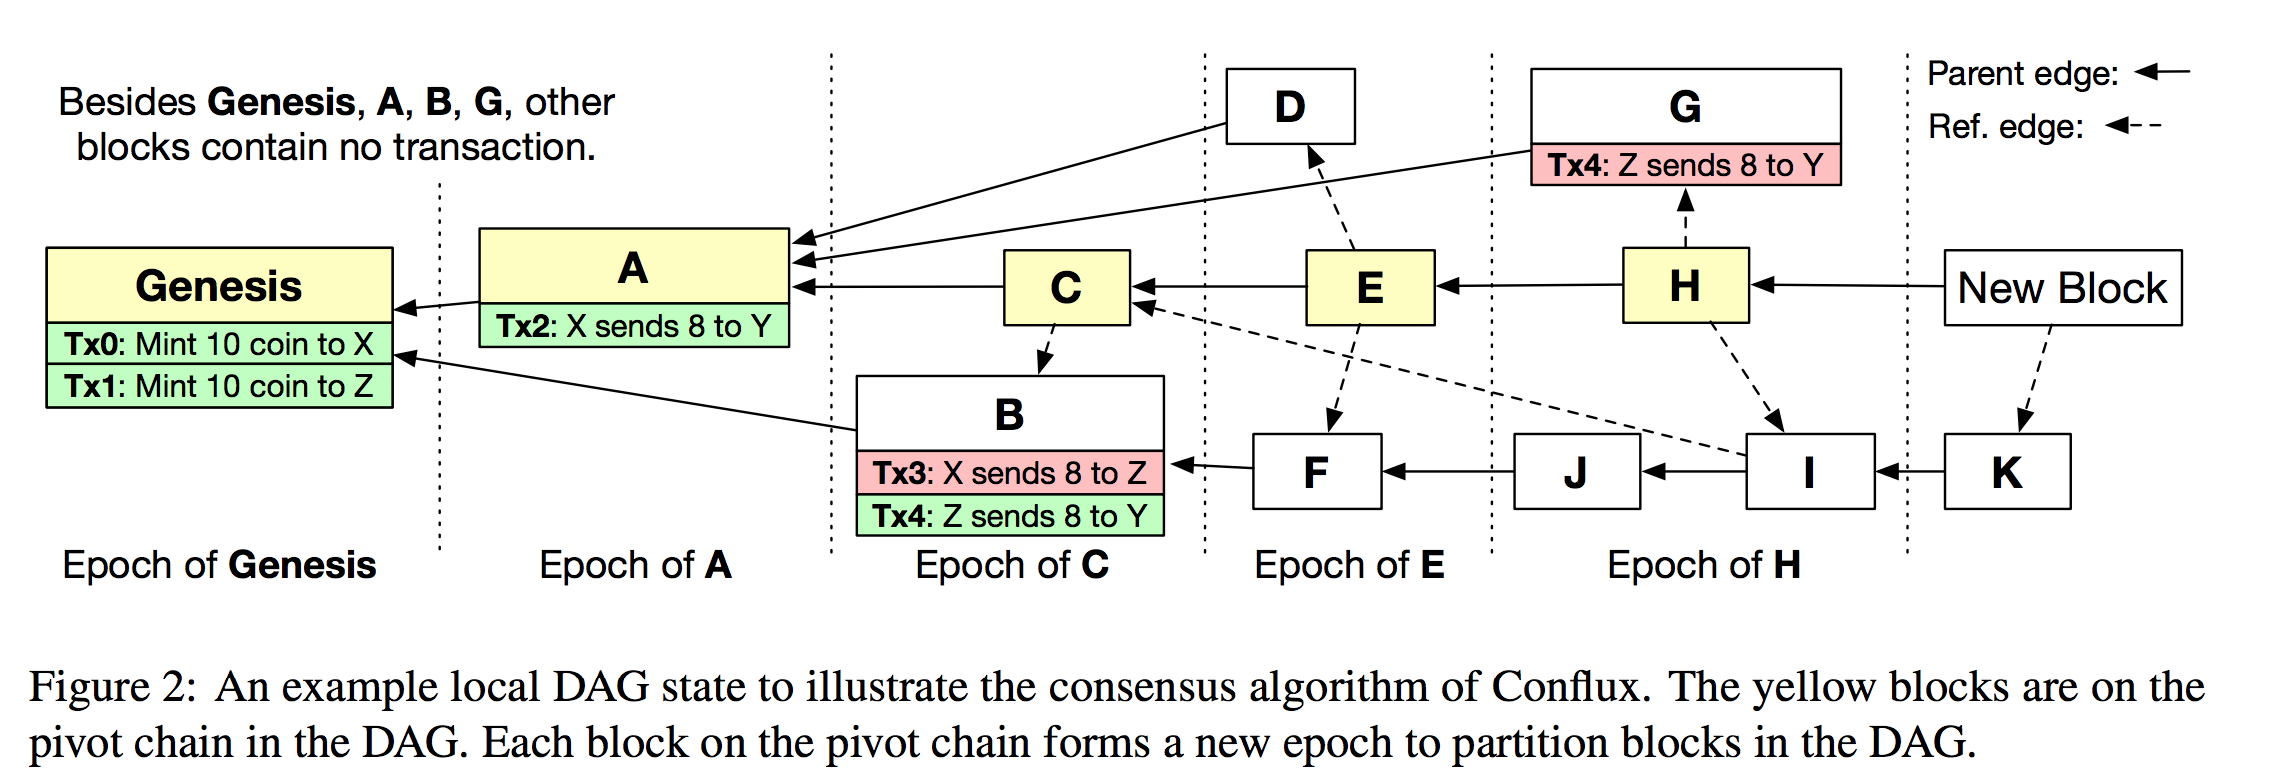 Besides Genesis, A, B, G, other
blocks contain no transaction.
Parent edge:
Ref. edge:
D
G
Tx4: Z sends 8 to Y
Genesis
Tx0: Mint 10 coin to X
Tx1: Mint 10 coin to Z
A
Tx2: X sends 8 to Y
C
E
H
New Block
B
Tx3: X sends 8 to Z
Tx4: Z sends 8 to Y
F
J
I
K
Epoch of Genesis
Epoch of A
Epoch of C
Epoch of E
Epoch of H
Figure 2: An example local DAG state to illustrate the consensus algorithm of Conflux. The yellow blocks are on the
pivot chain in the DAG. Each block on the pivot chain forms a new epoch to partition blocks in the DAG.